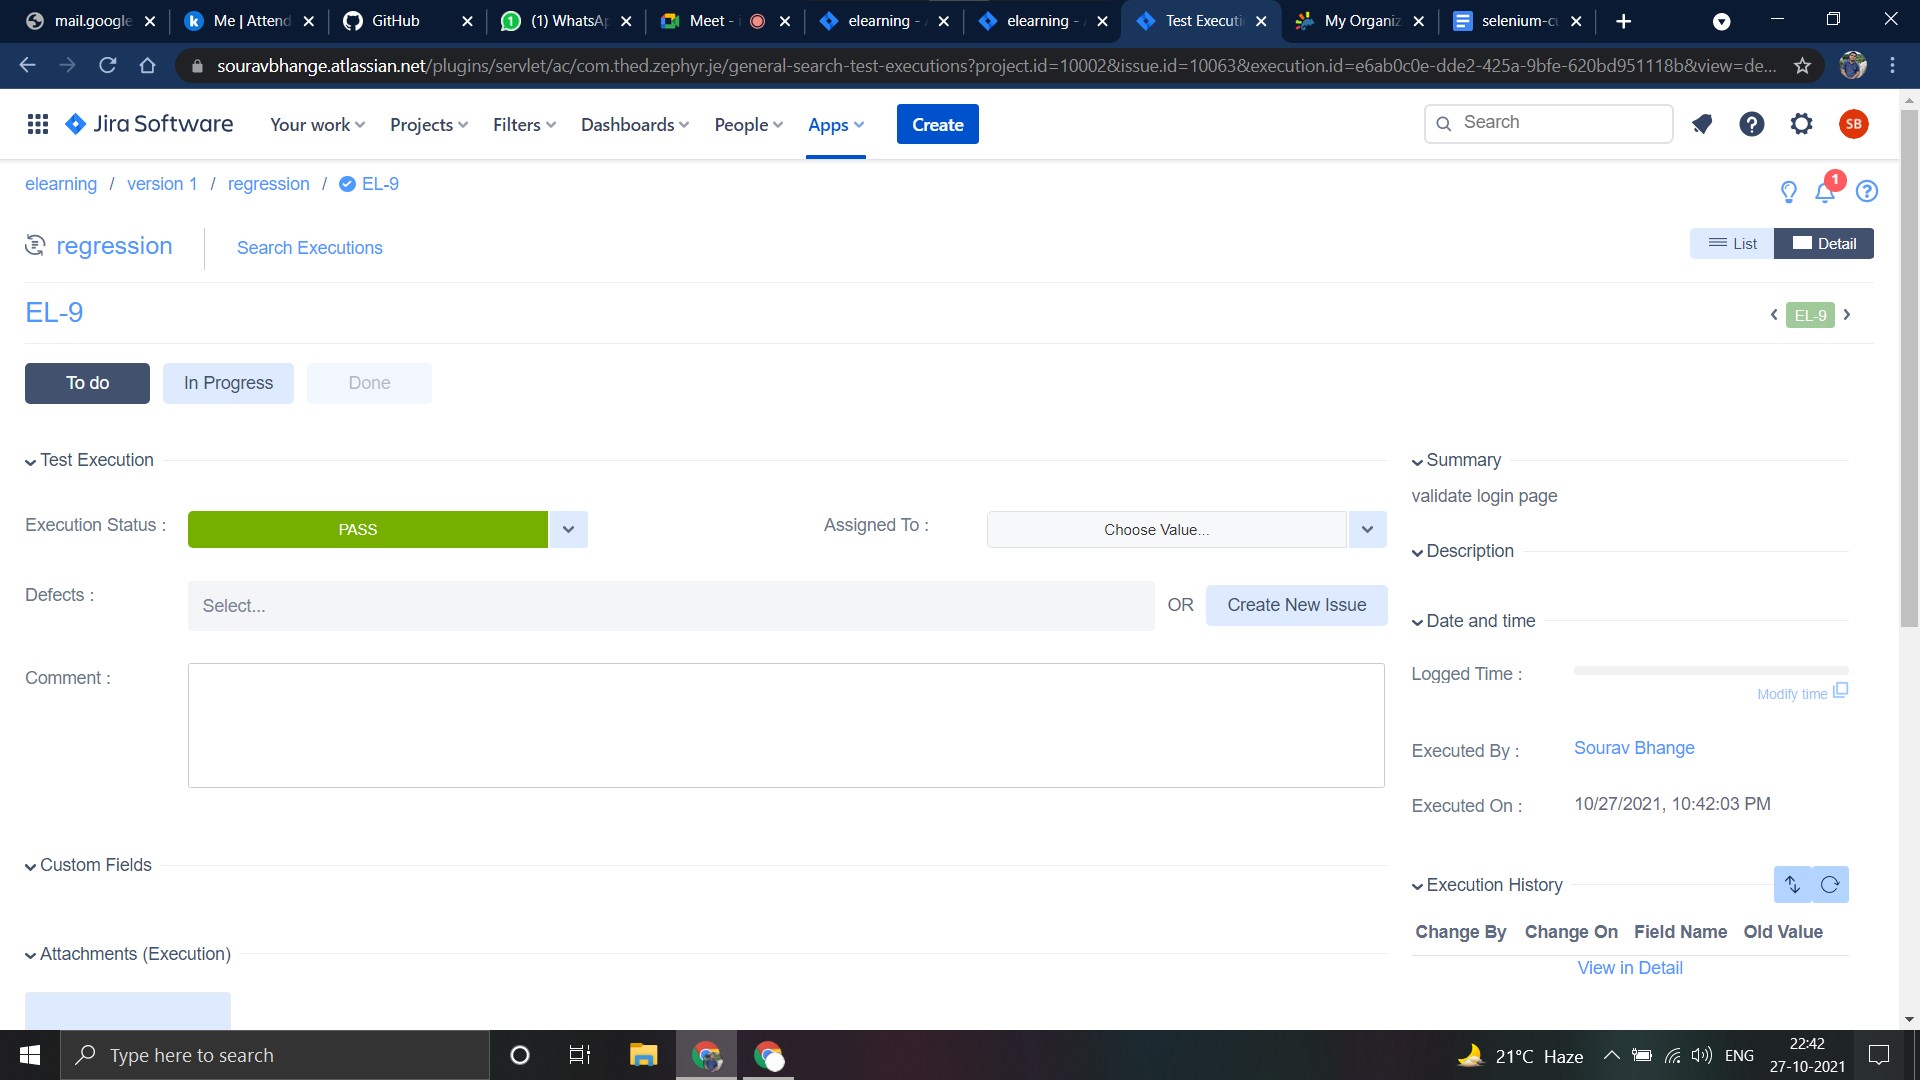 mail.google
Me | Attend
GitHub
(1) WhatsAp
Meet -
elearning -
elearning -
Test Executi
My Organiz
selenium-cu
souravbhange.atlassian.net/plugins/servlet/ac/com.thed.zephyr.je/general-search-test-executions?project.id=10002&issue.id=10063&execution.id=e6ab0c0e-dde2-425a-9bfe-620bd951118b&view=de...
Jira Software
Your work
Projects
Filters
Dashboards
People
Apps
Create
Search
SB
elearning / version 1 / regression / EL-9
1
regression
Search Executions
List
Detail
EL-9
EL-9
To do
In Progress
Done
Test Execution
Summary
validate login page
Execution Status :
PASS
Assigned To :
Choose Value...
Description
Defects :
Select...
OR
Create New Issue
Date and time
Comment :
Logged Time :
Modify time
Executed By :
Sourav Bhange
Executed On :
10/27/2021, 10:42:03 PM
Custom Fields
Execution History
Change By Change On Field Name Old Value
View in Detail
Attachments (Execution)
Type here to search
21°C Haze
ENG
22:42
27-10-2021